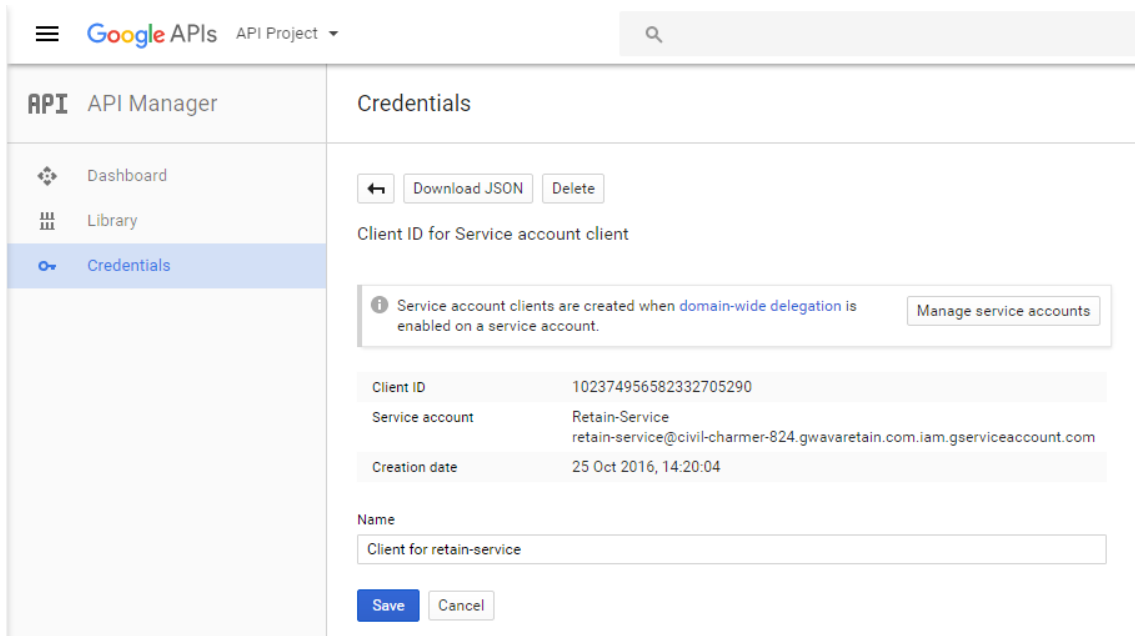 Google APIs API Project
API API Manager
Credentials
Dashboard
Library
Credentials
Download JSON Delete
Client ID for Service account client
Service account clients are created when domain-wide delegation is
enabled on a service account.
Manage service accounts
Client ID 102374956582332705290
Service account Retain-Service
retain-service@civil-charmer-824.gwavaretain.com.iam.gserviceaccount.com
Creation date 25 Oct 2016, 14:20:04
Name
Client for retain-service
Save Cancel